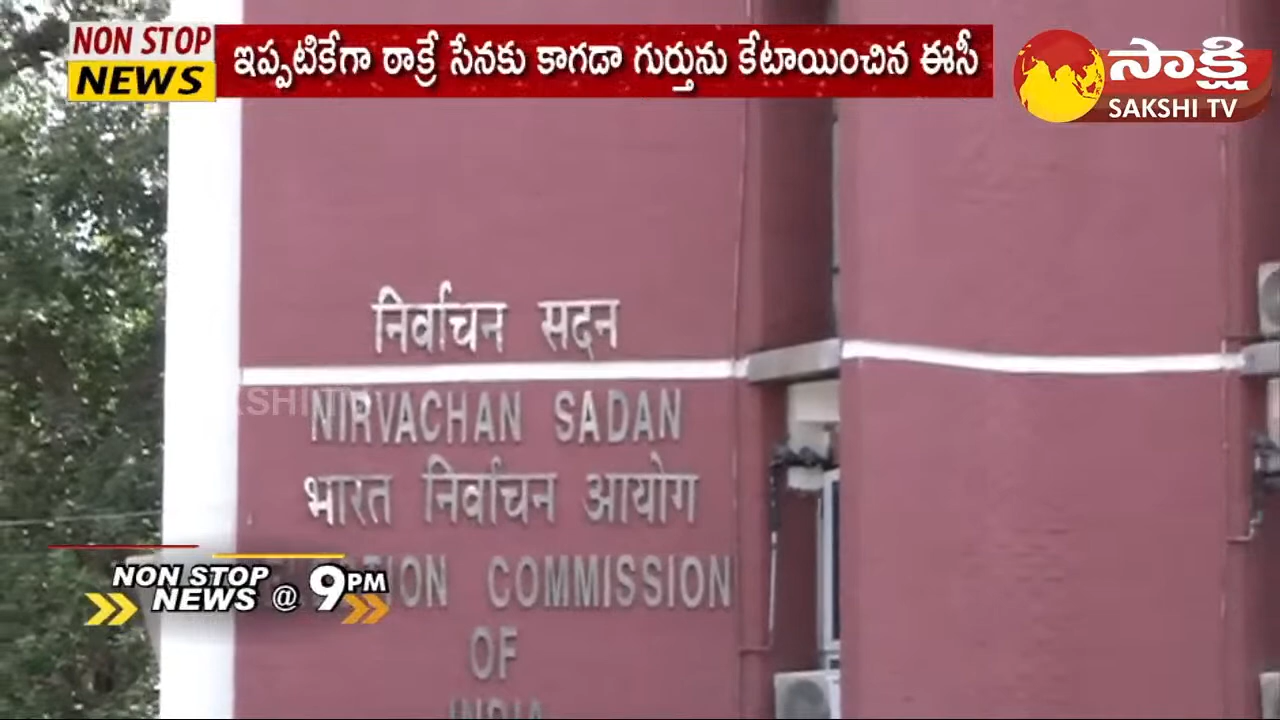 NON STOP
NEWS
ఇప్పటికేగా ఠాక్రే సేనకు కాగడా గుర్తును కేటాయించిన ఈసీ
సాక్షి
SAKSHI TV
निर्वाचन सदन
NIRVACHAN SADAN
भारत निर्वाचन आयोग
COMMISSION
OF
INDIA
NON STOP
NEWS @ 9PM